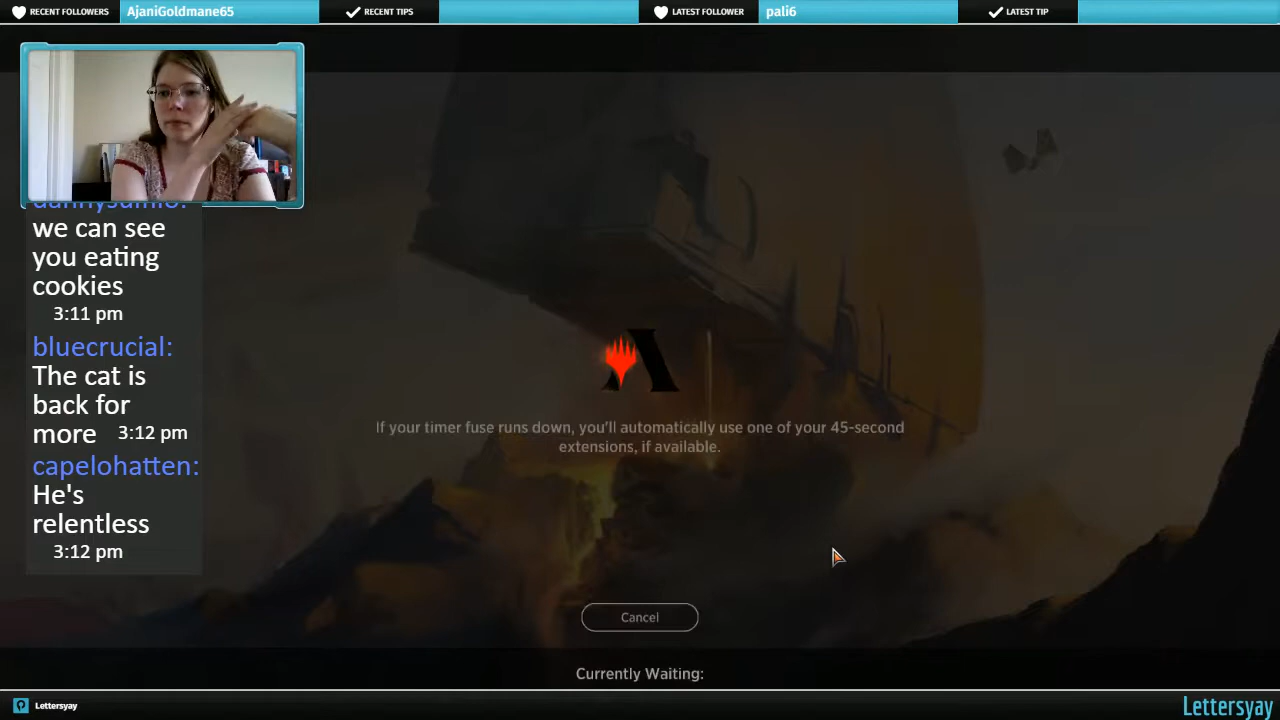 RECENT FOLLOWERS AjaniGoldmane65 RECENT TIPS LATEST FOLLOWER pali6 LATEST TIP
we can see
you eating
cookies
3:11 pm
bluecrucial:
The cat is
back for
more 3:12 pm
capelohatten:
He's
relentless
3:12 pm
If your timer fuse runs down, you'll automatically use one of your 45-second
extensions, if available.
Cancel
Currently Waiting:
Lettersyay Lettersyay